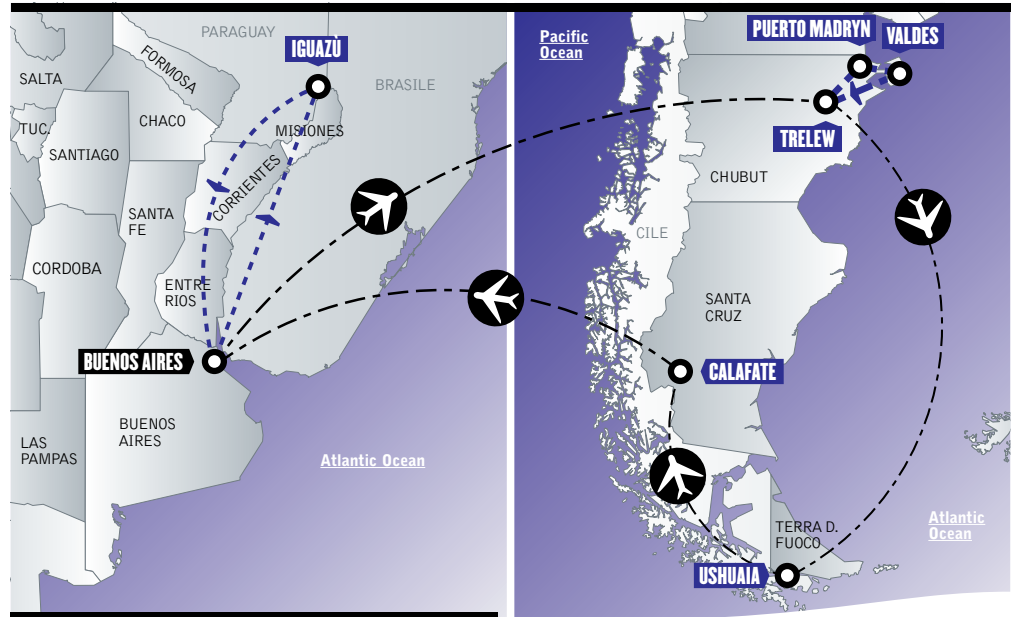 PARAGUAY
IGUAZÙ
FORMOSA
SALTA
BRASILE
CHACO
TUC.
MISIONES
SANTIAGO
CORRIENTES
SANTA
FE
CORDOBA
ENTRE
RIOS
BUENOS AIRES
BUENOS
AIRES
LAS
PAMPAS
Atlantic Ocean
Pacific
Ocean
PUERTO MADRYN
VALDES
TRELEW
CHUBUT
CILE
SANTA
CRUZ
CALAFATE
TERRA D.
FUOCO
Atlantic
Ocean
USHUAIA